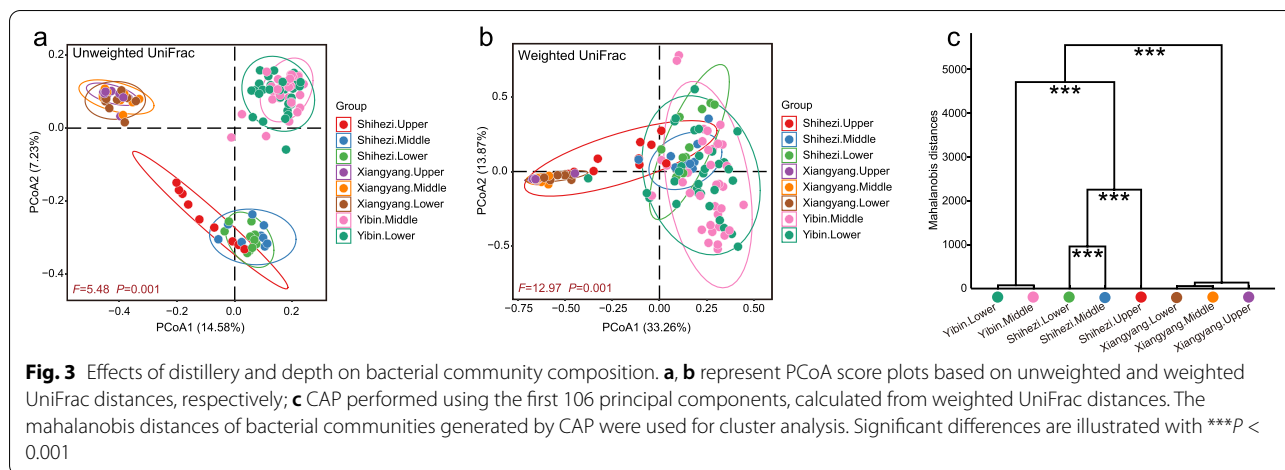 a
Unweighted UniFrac
0.2
0.0
−0.2
−0.4
PCoA2 (7.23%)
F=5.48 P=0.001
−0.4 −0.2 0.0 0.2
PCoA1 (14.58%)
Group
Shihezi.Upper
Shihezi.Middle
Shihezi.Lower
Xiangyang.Upper
Xiangyang.Middle
Xiangyang.Lower
Yibin.Middle
Yibin.Lower
b
Weighted UniFrac
0.5
0.0
−0.5
PCoA2 (13.87%)
F=12.97 P=0.001
−0.75 −0.50 −0.25 0.00 0.25 0.50
PCoA1 (33.26%)
Group
Shihezi.Upper
Shihezi.Middle
Shihezi.Lower
Xiangyang.Upper
Xiangyang.Middle
Xiangyang.Lower
Yibin.Middle
Yibin.Lower
c
Mahalanobis distances
5000
4000
3000
2000
1000
0
***
***
***
***
Yibin.Lower
Yibin.Middle
Shihezi.Lower
Shihezi.Middle
Shihezi.Upper
Xiangyang.Lower
Xiangyang.Middle
Xiangyang.Upper
Fig. 3 Effects of distillery and depth on bacterial community composition. a, b represent PCoA score plots based on unweighted and weighted
UniFrac distances, respectively; c CAP performed using the first 106 principal components, calculated from weighted UniFrac distances. The
mahalanobis distances of bacterial communities generated by CAP were used for cluster analysis. Significant differences are illustrated with ***P <
0.001